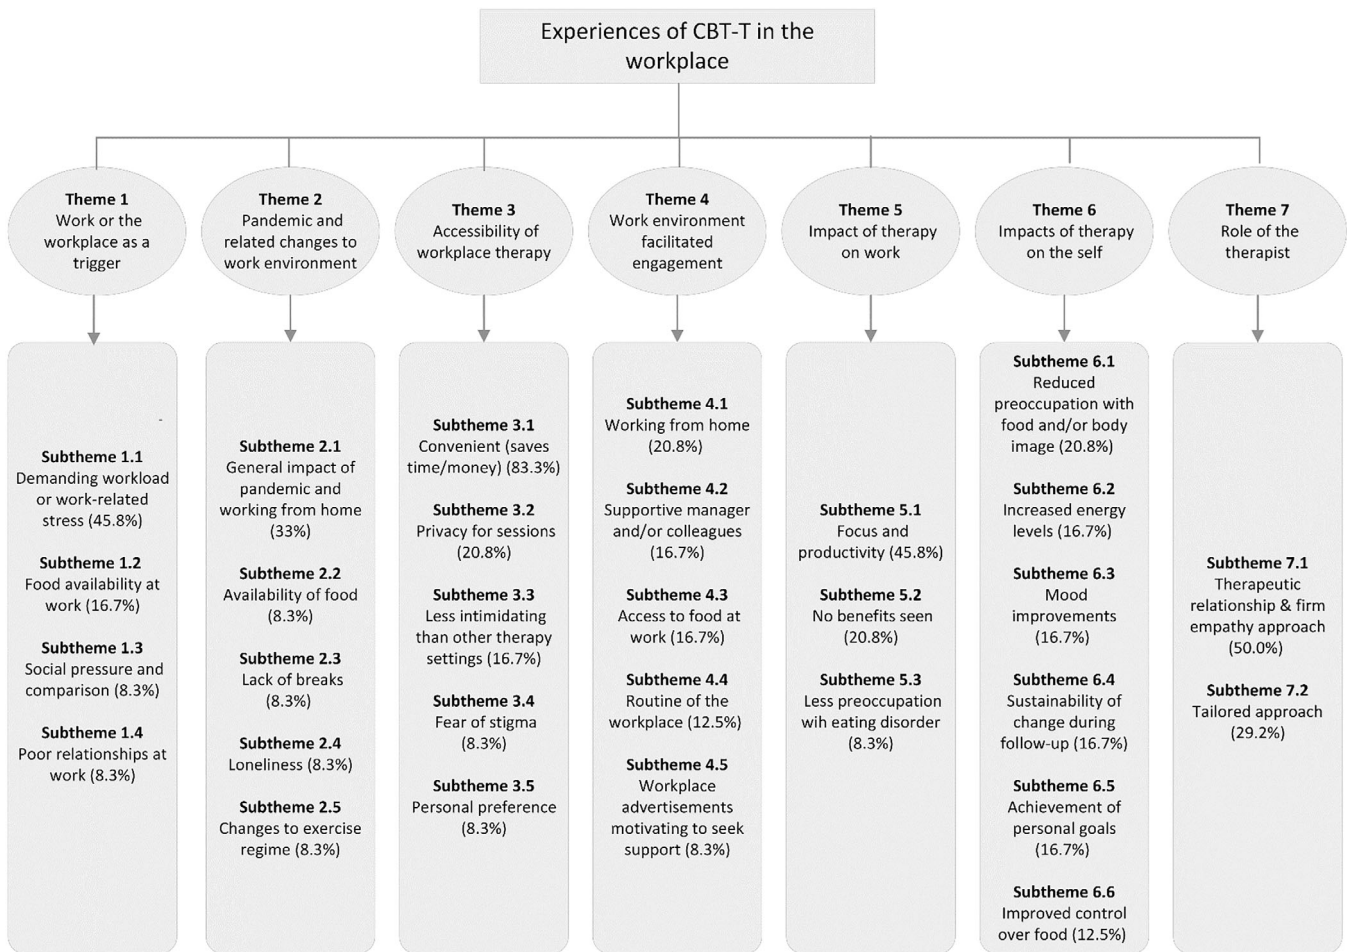 Experiences of CBT-T in the
workplace
Theme 1
Work or the
workplace as a
trigger
Theme 2
Pandemic and
related changes to
work environment
Theme 3
Accessibility of
workplace therapy
Theme 4
Work environment
facilitated
engagement
Theme 5
Impact of therapy
on work
Theme 6
Impacts of therapy
on the self
Theme 7
Role of the
therapist
Subtheme 1.1
Demanding workload
or work-related
stress (45.8%)
Subtheme 1.2
Food availability at
work (16.7%)
Subtheme 1.3
Social pressure and
comparison (8.3%)
Subtheme 1.4
Poor relationships at
work (8.3%)
Subtheme 2.1
General impact of
pandemic and
working from home
(33%)
Subtheme 2.2
Availability of food
(8.3%)
Subtheme 2.3
Lack of breaks
(8.3%)
Subtheme 2.4
Loneliness (8.3%)
Subtheme 2.5
Changes to exercise
regime (8.3%)
Subtheme 3.1
Convenient (saves
time/money) (83.3%)
Subtheme 3.2
Privacy for sessions
(20.8%)
Subtheme 3.3
Less intimidating
than other therapy
settings (16.7%)
Subtheme 3.4
Fear of stigma
(8.3%)
Subtheme 3.5
Personal preference
(8.3%)
Subtheme 4.1
Working from home
(20.8%)
Subtheme 4.2
Supportive manager
and/or colleagues
(16.7%)
Subtheme 4.3
Access to food at
work (16.7%)
Subtheme 4.4
Routine of the
workplace (12.5%)
Subtheme 4.5
Workplace
advertisements
motivating to seek
support (8.3%)
Subtheme 5.1
Focus and
productivity (45.8%)
Subtheme 5.2
No benefits seen
(20.8%)
Subtheme 5.3
Less preoccupation
wih eating disorder
(8.3%)
Subtheme 6.1
Reduced
preoccupation with
food and/or body
image (20.8%)
Subtheme 6.2
Increased energy
levels (16.7%)
Subtheme 6.3
Mood
improvements
(16.7%)
Subtheme 6.4
Sustainability of
change during
follow-up (16.7%)
Subtheme 6.5
Achievement of
personal goals
(16.7%)
Subtheme 6.6
Improved control
over food (12.5%)
Subtheme 7.1
Therapeutic
relationship & firm
empathy approach
(50.0%)
Subtheme 7.2
Tailored approach
(29.2%)